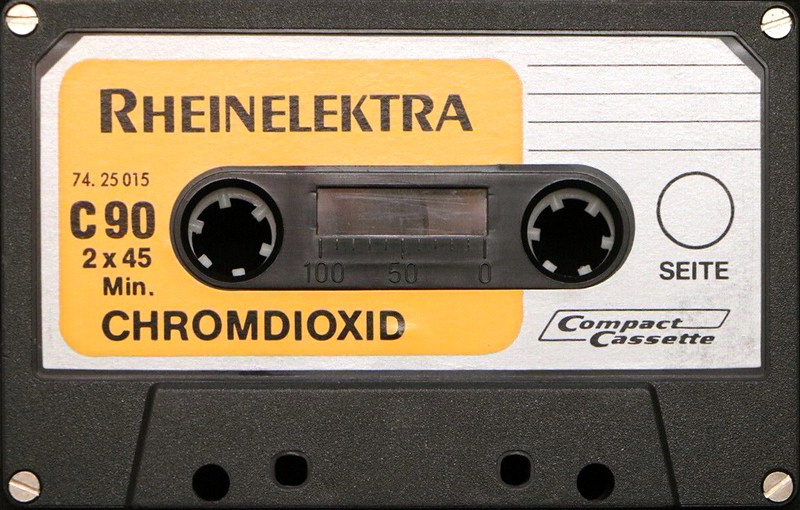 RHEINELEKTRA
74. 25 015
C 90
2 x 45
Min.
CHROMDIOXID
100 50 0
SEITE
Compact
Cassette